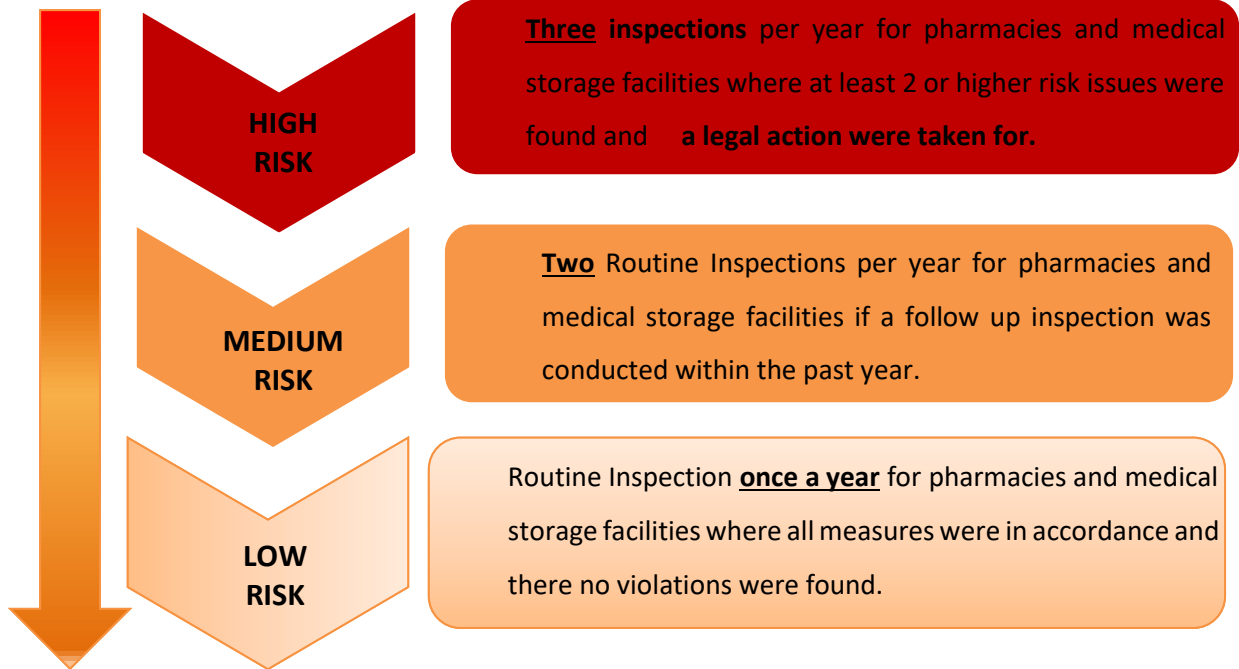 HIGH
RISK
Three inspections per year for pharmacies and medical
storage facilities where at least 2 or higher risk issues were
found and a legal action were taken for.
MEDIUM
RISK
Two Routine Inspections per year for pharmacies and
medical storage facilities if a follow up inspection was
conducted within the past year.
LOW
RISK
Routine Inspection once a year for pharmacies and medical
storage facilities where all measures were in accordance and
there no violations were found.